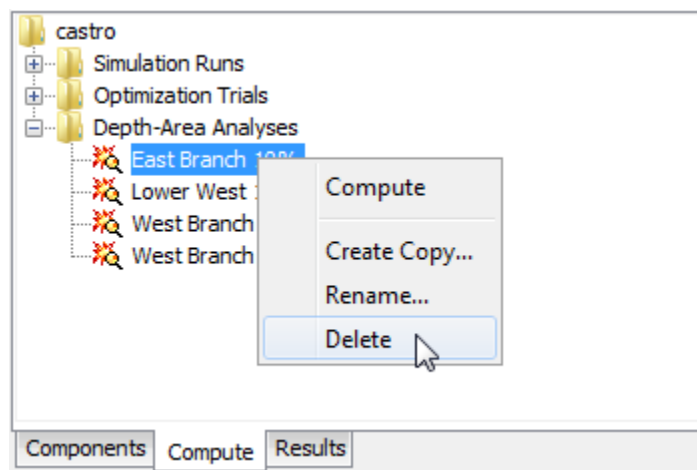 castro
Simulation Runs
Optimization Trials
Depth-Area Analyses
East Branch
Lower West
West Branch
West Branch
Compute
Create Copy...
Rename...
Delete
Components Compute Results